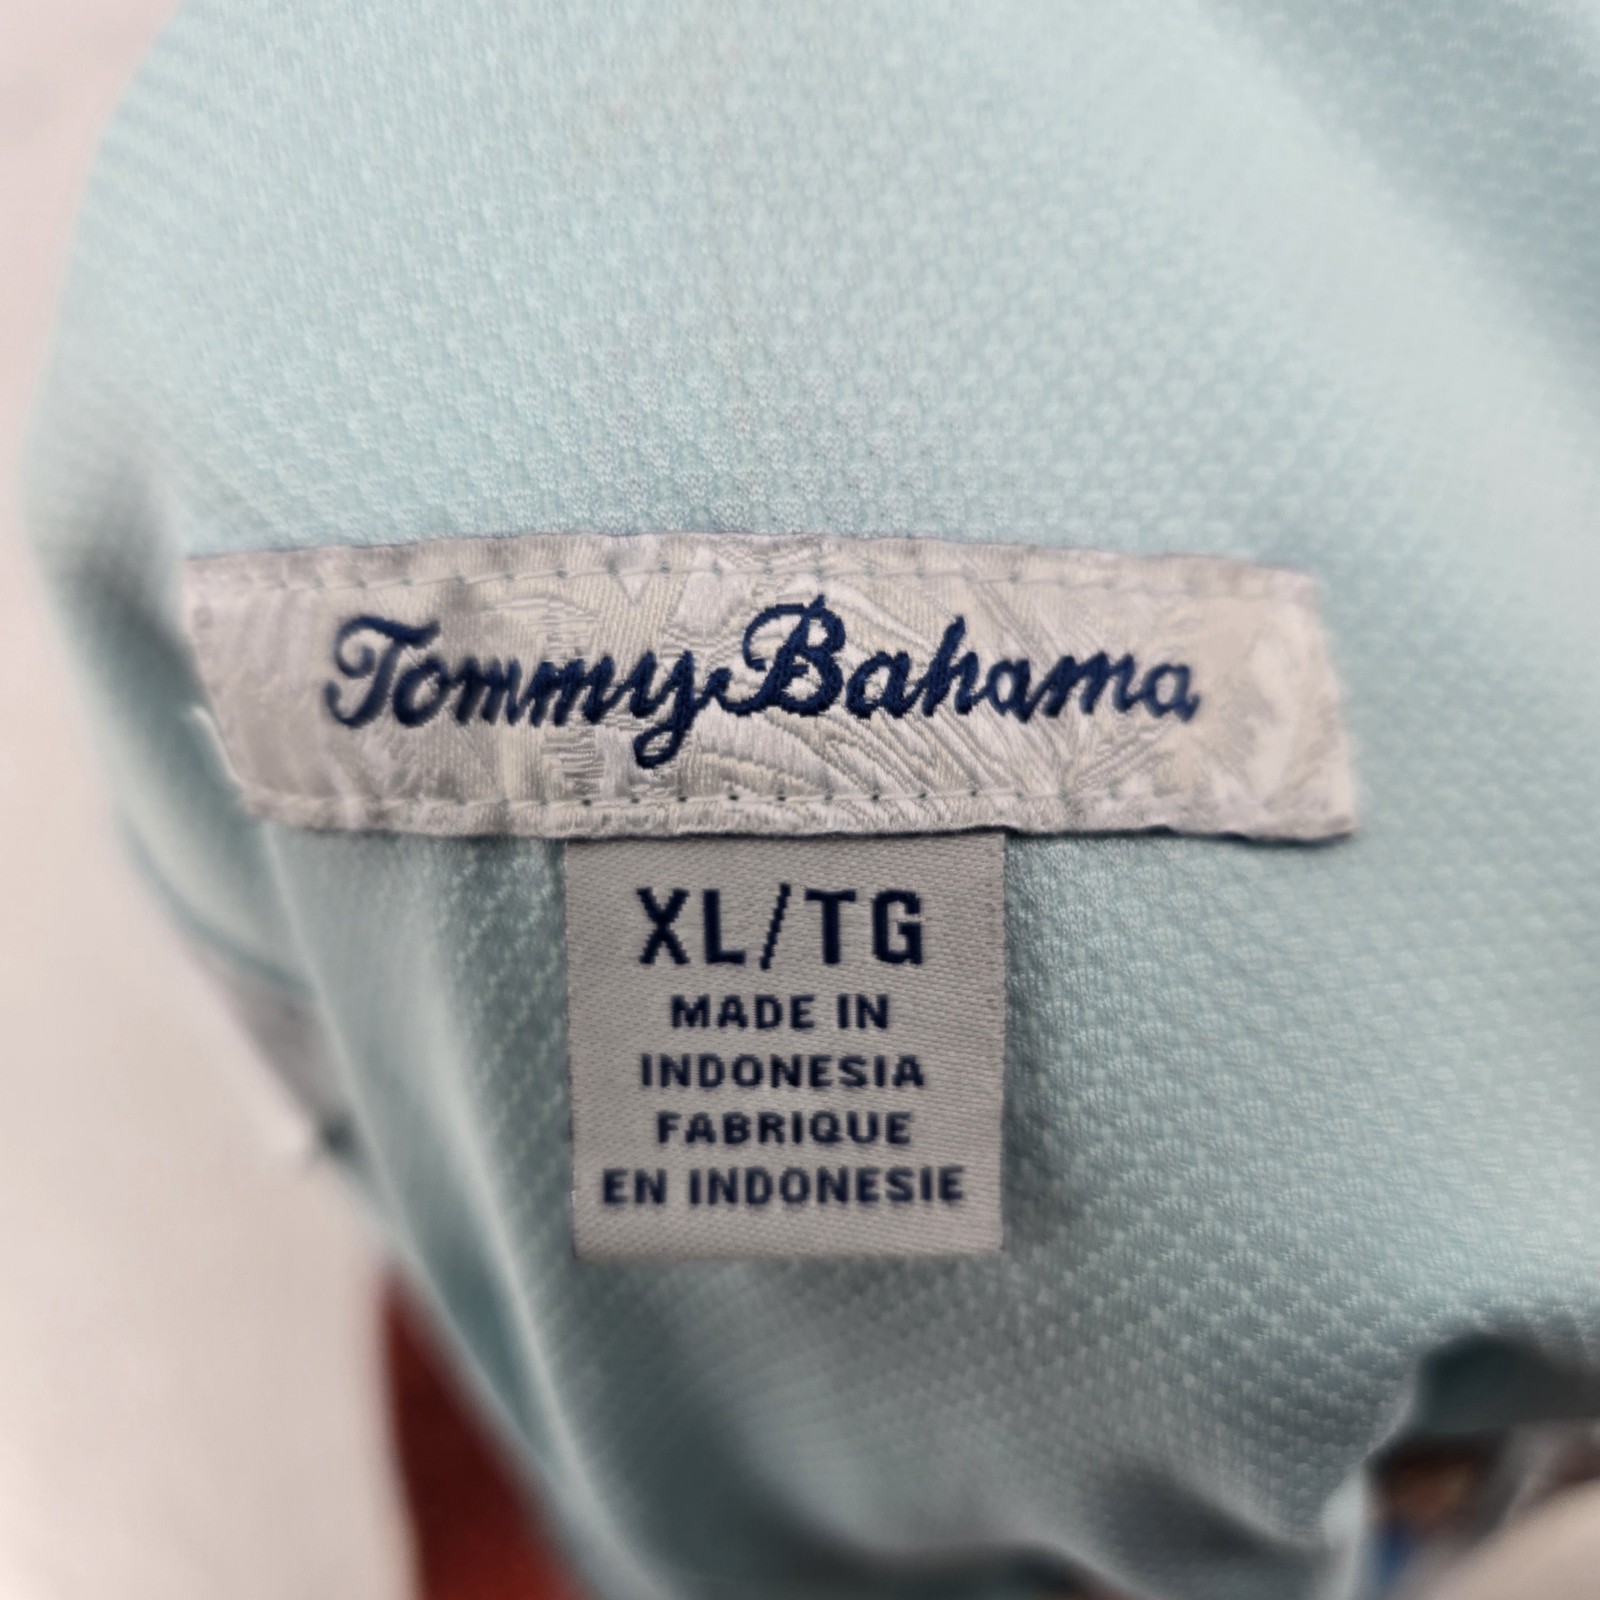 Tommy Bahama
XL/TG
MADE IN
INDONESIA
FABRIQUE
EN INDONESIE